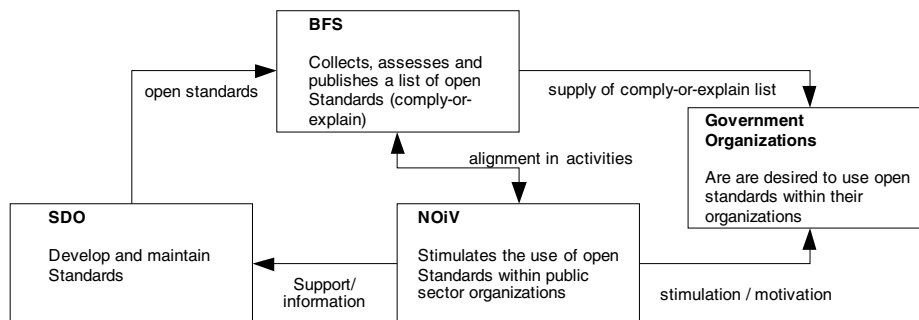 BFS
Collects, assesses and
publishes a list of open
Standards (comply-or-
explain)
open standards
supply of comply-or-explain list
Government
Organizations
Are are desired to use open
standards within their
organizations
alignment in activities
SDO
Develop and maintain
Standards
NOiV
Stimulates the use of open
Standards within public
sector organizations
Support/
information
stimulation / motivation